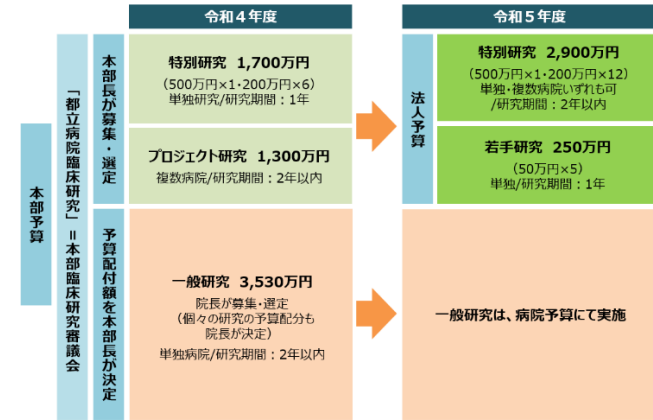 令和4年度
令和5年度
本部予算
「都立病院臨床研究」=本部臨床研究審議会
本部長が募集・選定
特別研究 1,700万円
(500万円×1・200万円×6)
単独研究/研究期間：1年
プロジェクト研究 1,300万円
複数病院/研究期間：2年以内
法人予算
特別研究 2,900万円
(500万円×1・200万円×12)
単独・複数病院いずれも可
/研究期間：2年以内
若手研究 250万円
(50万円×5)
単独/研究期間：1年
予算配付額を本部長が決定
一般研究 3,530万円
院長が募集・選定
(個々の研究の予算配分も
院長が決定)
単独病院/研究期間：2年以内
一般研究は、病院予算にて実施